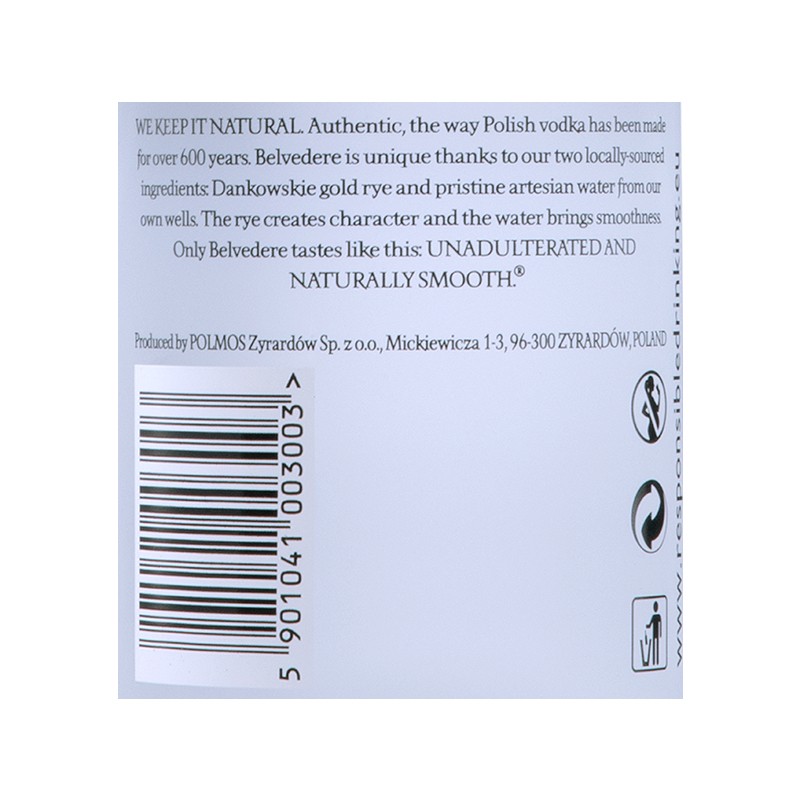 WE KEEP IT NATURAL. Authentic, the way Polish vodka has been made
for over 600 years. Belvedere is unique thanks to our two locally-sourced
ingredients: Dankowskie gold rye and pristine artesian water from our
own wells. The rye creates character and the water brings smoothness.
Only Belvedere tastes like this: UNADULTERATED AND
NATURALLY SMOOTH.®
Produced by POLMOS Zyrardów Sp. z o.o., Mickiewicza 1-3, 96-300 ZYRARDÓW, POLAND
5 901041 003003 >
www.responsibledrinking.eu